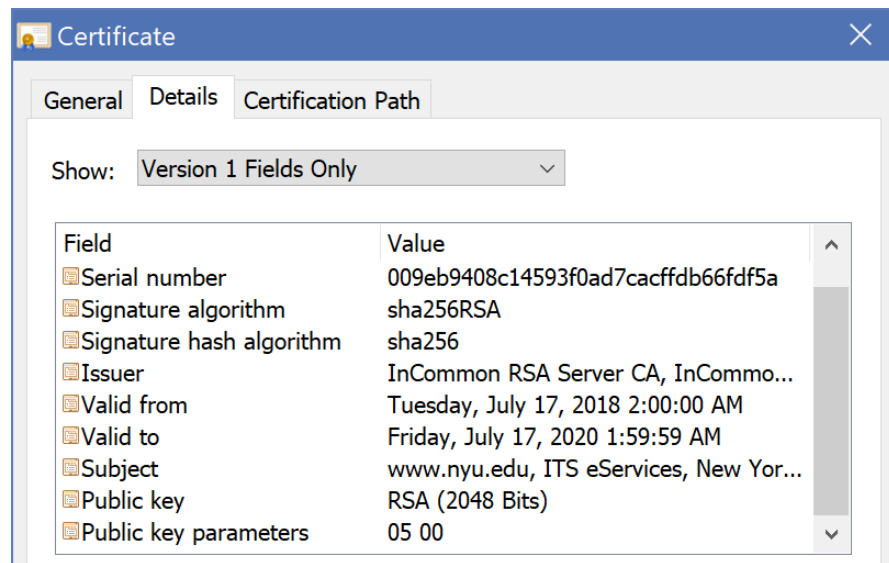 Certificate
General Details Certification Path
Show: Version 1 Fields Only
Field Value
Serial number 009eb9408c14593f0ad7cacffdb66fdf5a
Signature algorithm sha256RSA
Signature hash algorithm sha256
Issuer InCommon RSA Server CA, InCommo...
Valid from Tuesday, July 17, 2018 2:00:00 AM
Valid to Friday, July 17, 2020 1:59:59 AM
Subject www.nyu.edu, ITS eServices, New Yor...
Public key RSA (2048 Bits)
Public key parameters 05 00